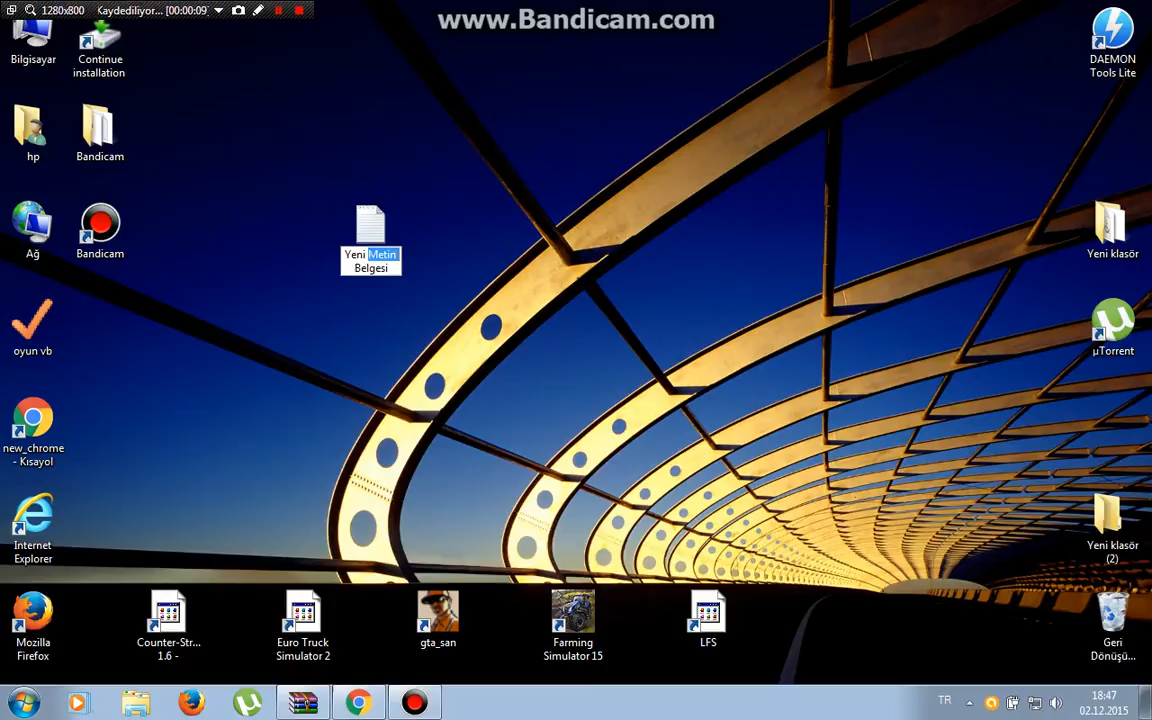 1280x800 Kaydediliyor... [00:00:09]
www.Bandicam.com
Bilgisayar
Continue
installation
DAEMON
Tools Lite
hp
Bandicam
Ağ
Bandicam
Yeni Metin
Belgesi
Yeni klasör
oyun vb
µTorrent
new_chrome
- Kısayol
Internet
Explorer
Yeni klasör
(2)
Mozilla
Firefox
Counter-Str...
1.6 -
Euro Truck
Simulator 2
gta_san
Farming
Simulator 15
LFS
Geri
Dönüşü...
TR
18:47
02.12.2015